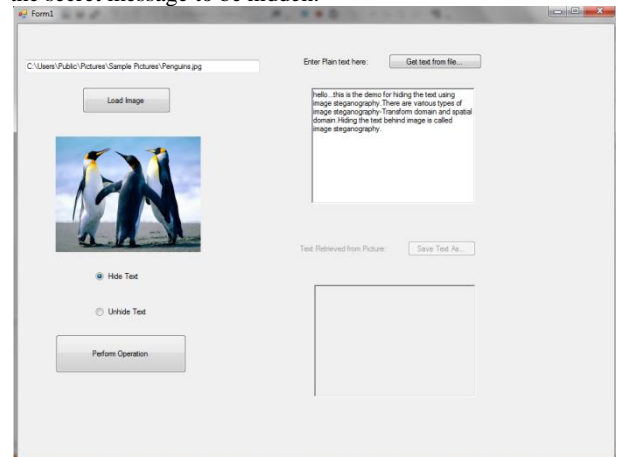 the secret message to be hidden.
Form1
C:\Users\Public\Pictures\Sample Pictures\Penguins.jpg
Enter Plain text here:
Get text from file...
Load Image
hello...this is the demo for hiding the text using
image steganography.There are various types of
image steganography-Transform domain and spatial
domain.Hiding the text behind image is called
image steganography.
Text Retrieved from Picture:
Save Text As...
Hide Text
Unhide Text
Perform Operation